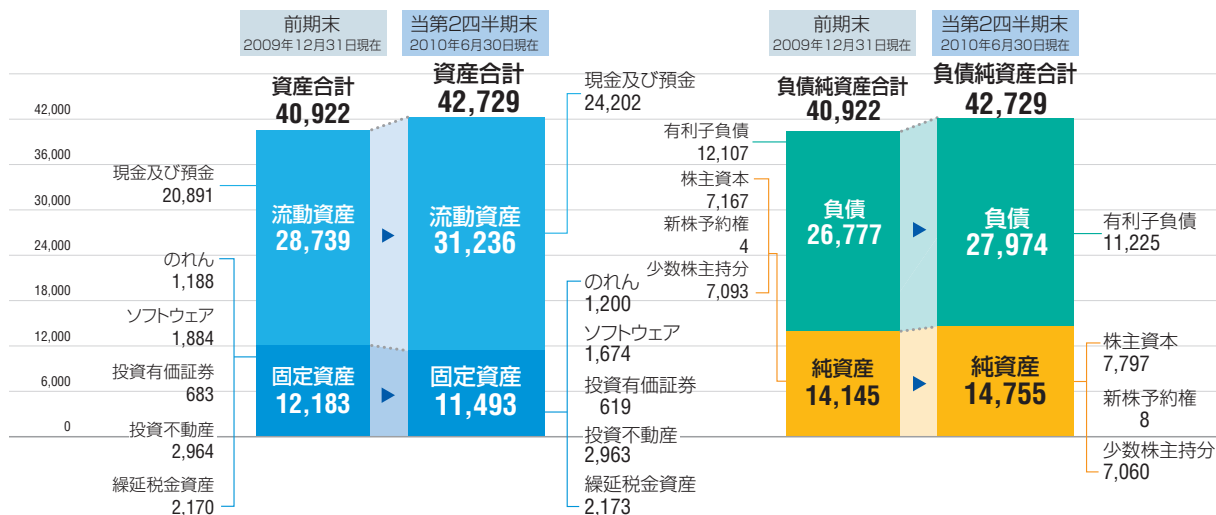 前期末
2009年12月31日現在
当第2四半期末
2010年6月30日現在
資産合計
40,922
資産合計
42,729
42,000
36,000
30,000
24,000
18,000
12,000
6,000
0
現金及び預金
20,891
のれん
1,188
ソフトウェア
1,884
投資有価証券
683
投資不動産
2,964
繰延税金資産
2,170
流動資産
28,739
固定資産
12,183
流動資産
31,236
固定資産
11,493
現金及び預金
24,202
のれん
1,200
ソフトウェア
1,674
投資有価証券
619
投資不動産
2,963
繰延税金資産
2,173
前期末
2009年12月31日現在
当第2四半期末
2010年6月30日現在
負債純資産合計
40,922
負債純資産合計
42,729
有利子負債
12,107
株主資本
7,167
新株予約権
4
少数株主持分
7,093
負債
26,777
純資産
14,145
負債
27,974
純資産
14,755
有利子負債
11,225
株主資本
7,797
新株予約権
8
少数株主持分
7,060